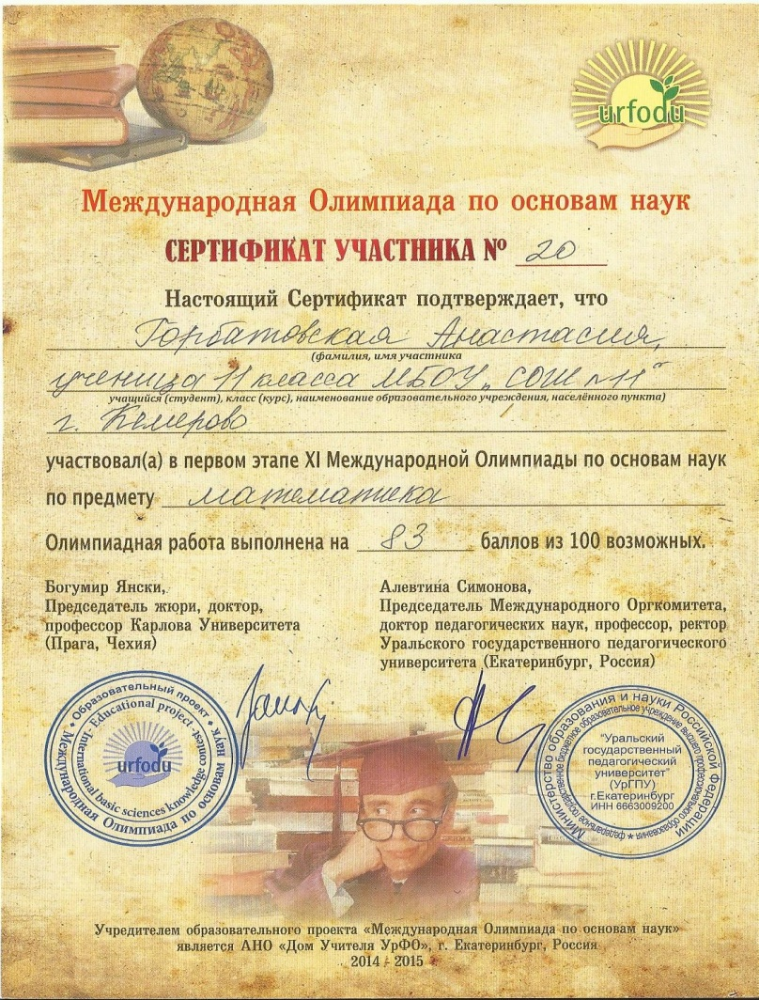 urfodu
Международная Олимпиада по основам наук
СЕРТИФИКАТ УЧАСТНИКА № 20
Настоящий Сертификат подтверждает, что
Горбатовская Анастасия,
(фамилия, имя участника
ученица 11 класса МБОУ „СОШ №11"
учащийся (студент), класс (курс), наименование образовательного учреждения, населённого пункта)
г. Кемерово
участвовал(а) в первом этапе XI Международной Олимпиады по основам наук
по предмету математика
Олимпиадная работа выполнена на 83 баллов из 100 возможных.
Богумир Янски,
Председатель жюри, доктор,
профессор Карлова Университета
(Прага, Чехия)
Алевтина Симонова,
Председатель Международного Оргкомитета,
доктор педагогических наук, профессор, ректор
Уральского государственного педагогического
университета (Екатеринбург, Россия)
• Образовательный проект •
Международная Олимпиада по основам наук
Educational project
International basic sciences knowledge contest
urfodu
Министерство образования и науки Российской Федерации
федеральное государственное бюджетное образовательное учреждение высшего профессионального образования
"Уральский
государственный
педагогический
университет"
(УрГПУ)
г.Екатеринбург
ИНН 6663009200
Учредителем образовательного проекта «Международная Олимпиада по основам наук»
является АНО «Дом Учителя УрФО», г. Екатеринбург, Россия
2014 - 2015